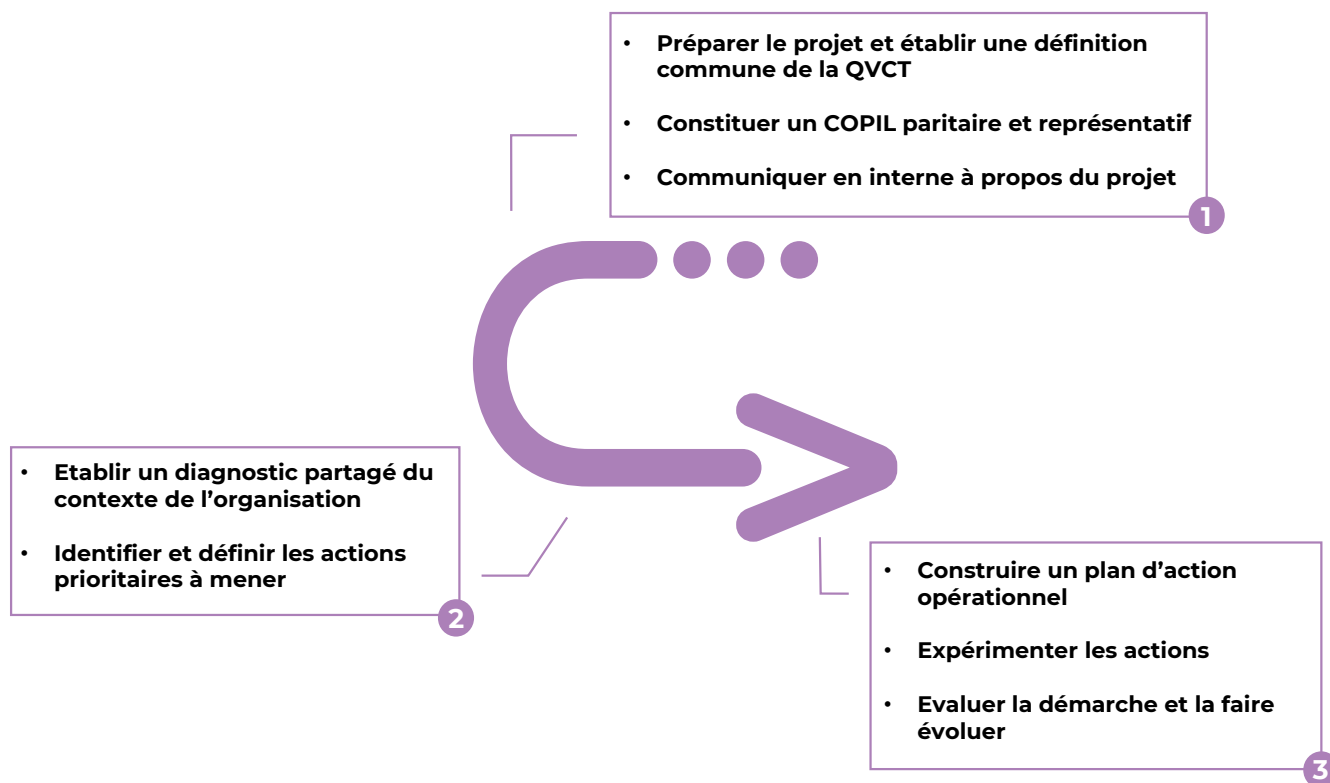 • Préparer le projet et établir une définition
commune de la QVCT
• Constituer un COPIL paritaire et représentatif
• Communiquer en interne à propos du projet
1
• Etablir un diagnostic partagé du
contexte de l’organisation
• Identifier et définir les actions
prioritaires à mener
2
• Construire un plan d’action
opérationnel
• Expérimenter les actions
• Evaluer la démarche et la faire
évoluer
3